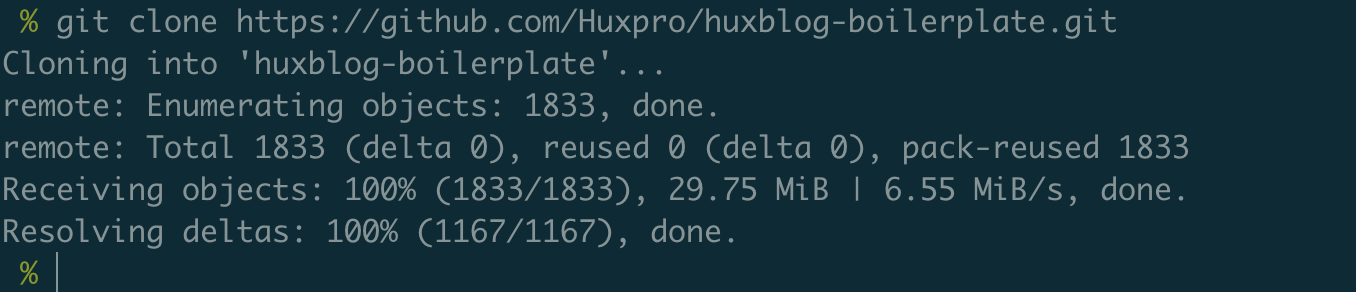 % git clone https://github.com/Huxpro/huxblog-boilerplate.git
Cloning into 'huxblog-boilerplate'...
remote: Enumerating objects: 1833, done.
remote: Total 1833 (delta 0), reused 0 (delta 0), pack-reused 1833
Receiving objects: 100% (1833/1833), 29.75 MiB | 6.55 MiB/s, done.
Resolving deltas: 100% (1167/1167), done.
%